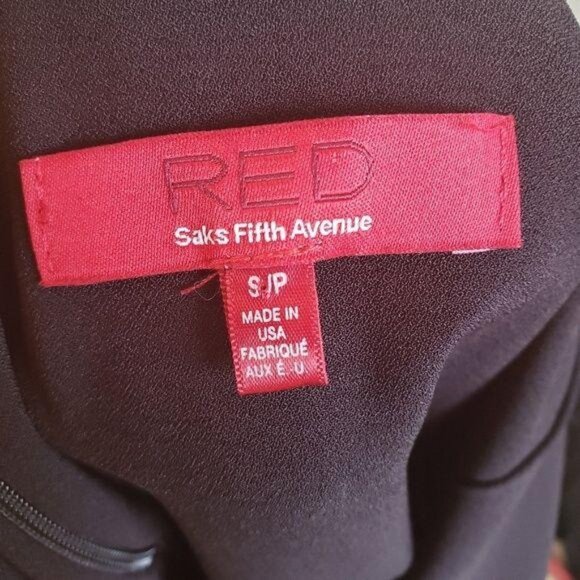 RED
Saks Fifth Avenue
S/P
MADE IN
USA
FABRIQUÉ
AUX É.-U.